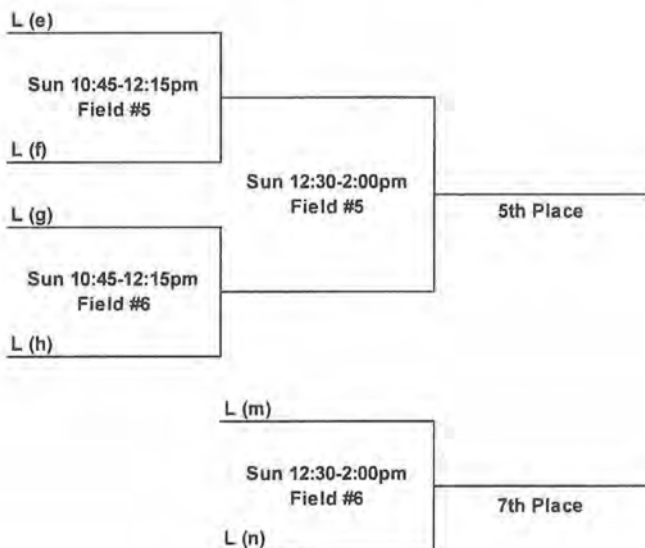 L (e)
Sun 10:45-12:15pm
Field #5
L (f)
Sun 12:30-2:00pm
Field #5
5th Place
L (g)
Sun 10:45-12:15pm
Field #6
L (h)
L (m)
Sun 12:30-2:00pm
Field #6
7th Place
L (n)